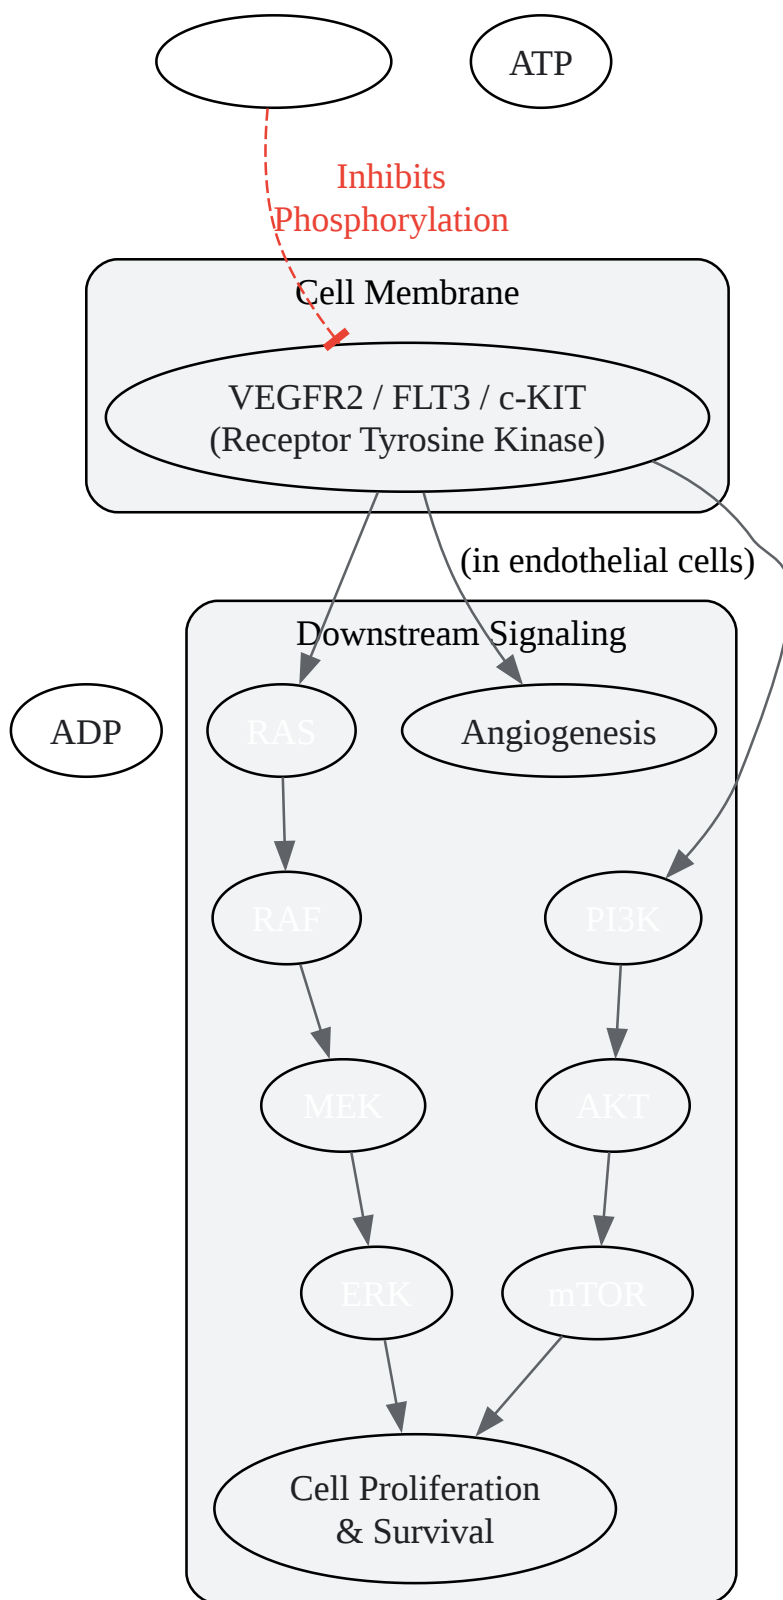 ATP
Inhibits
Phosphorylation
Cell Membrane
VEGFR2 / FLT3 / c-KIT
(Receptor Tyrosine Kinase)
(in endothelial cells)
Downstream Signaling
ADP
RAS
Angiogenesis
RAF
PI3K
MEK
AKT
ERK
mTOR
Cell Proliferation
& Survival